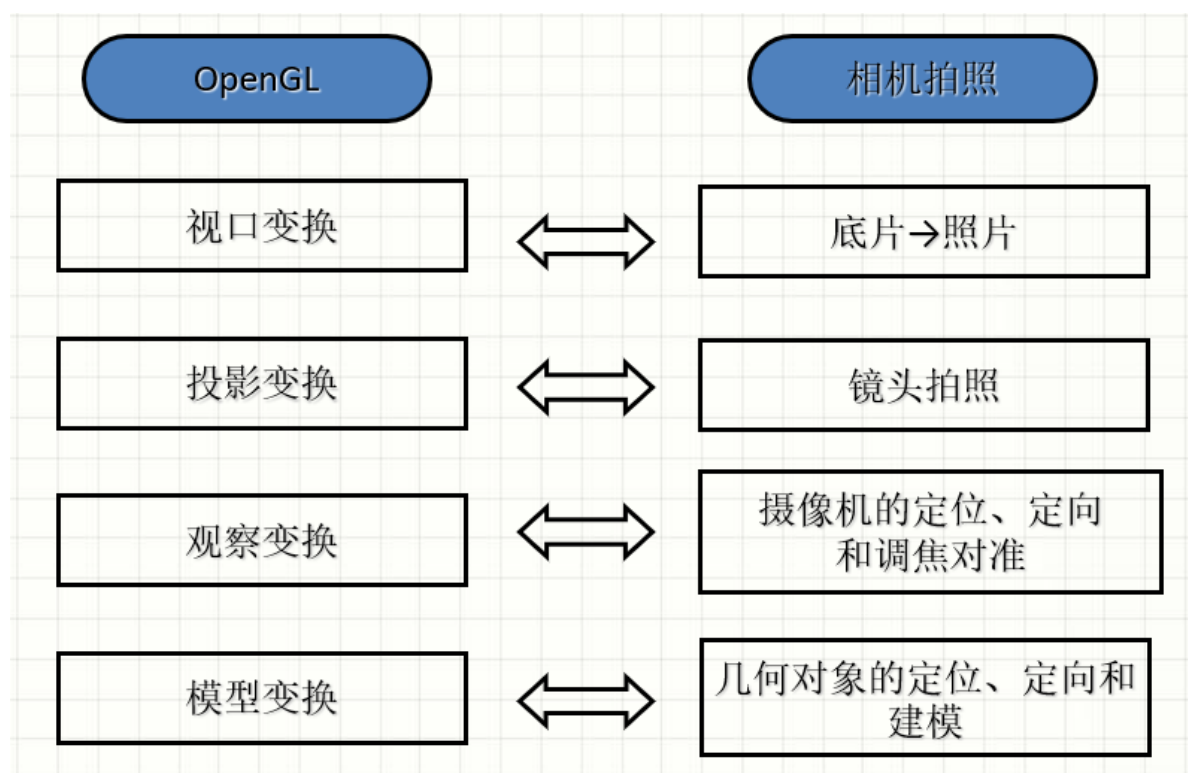 OpenGL
相机拍照
视口变换
底片→照片
投影变换
镜头拍照
观察变换
摄像机的定位、定向
和调焦对准
模型变换
几何对象的定位、定向和
建模